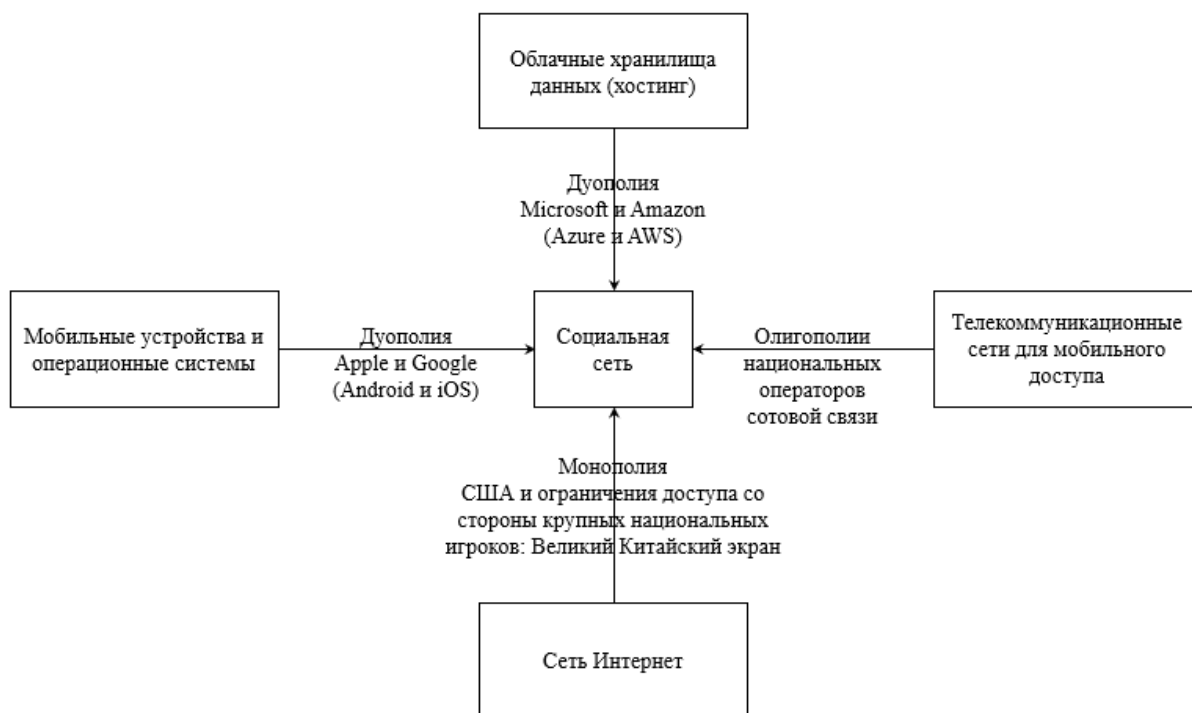 Облачные хранилища
данных (хостинг)
Дуополия
Microsoft и Amazon
(Azure и AWS)
Мобильные устройства и
операционные системы
Дуополия
Apple и Google
(Android и iOS)
Социальная
сеть
Олигополии
национальных
операторов
сотовой связи
Телекоммуникационные
сети для мобильного
доступа
Монополия
США и ограничения доступа со
стороны крупных национальных
игроков: Великий Китайский экран
Сеть Интернет